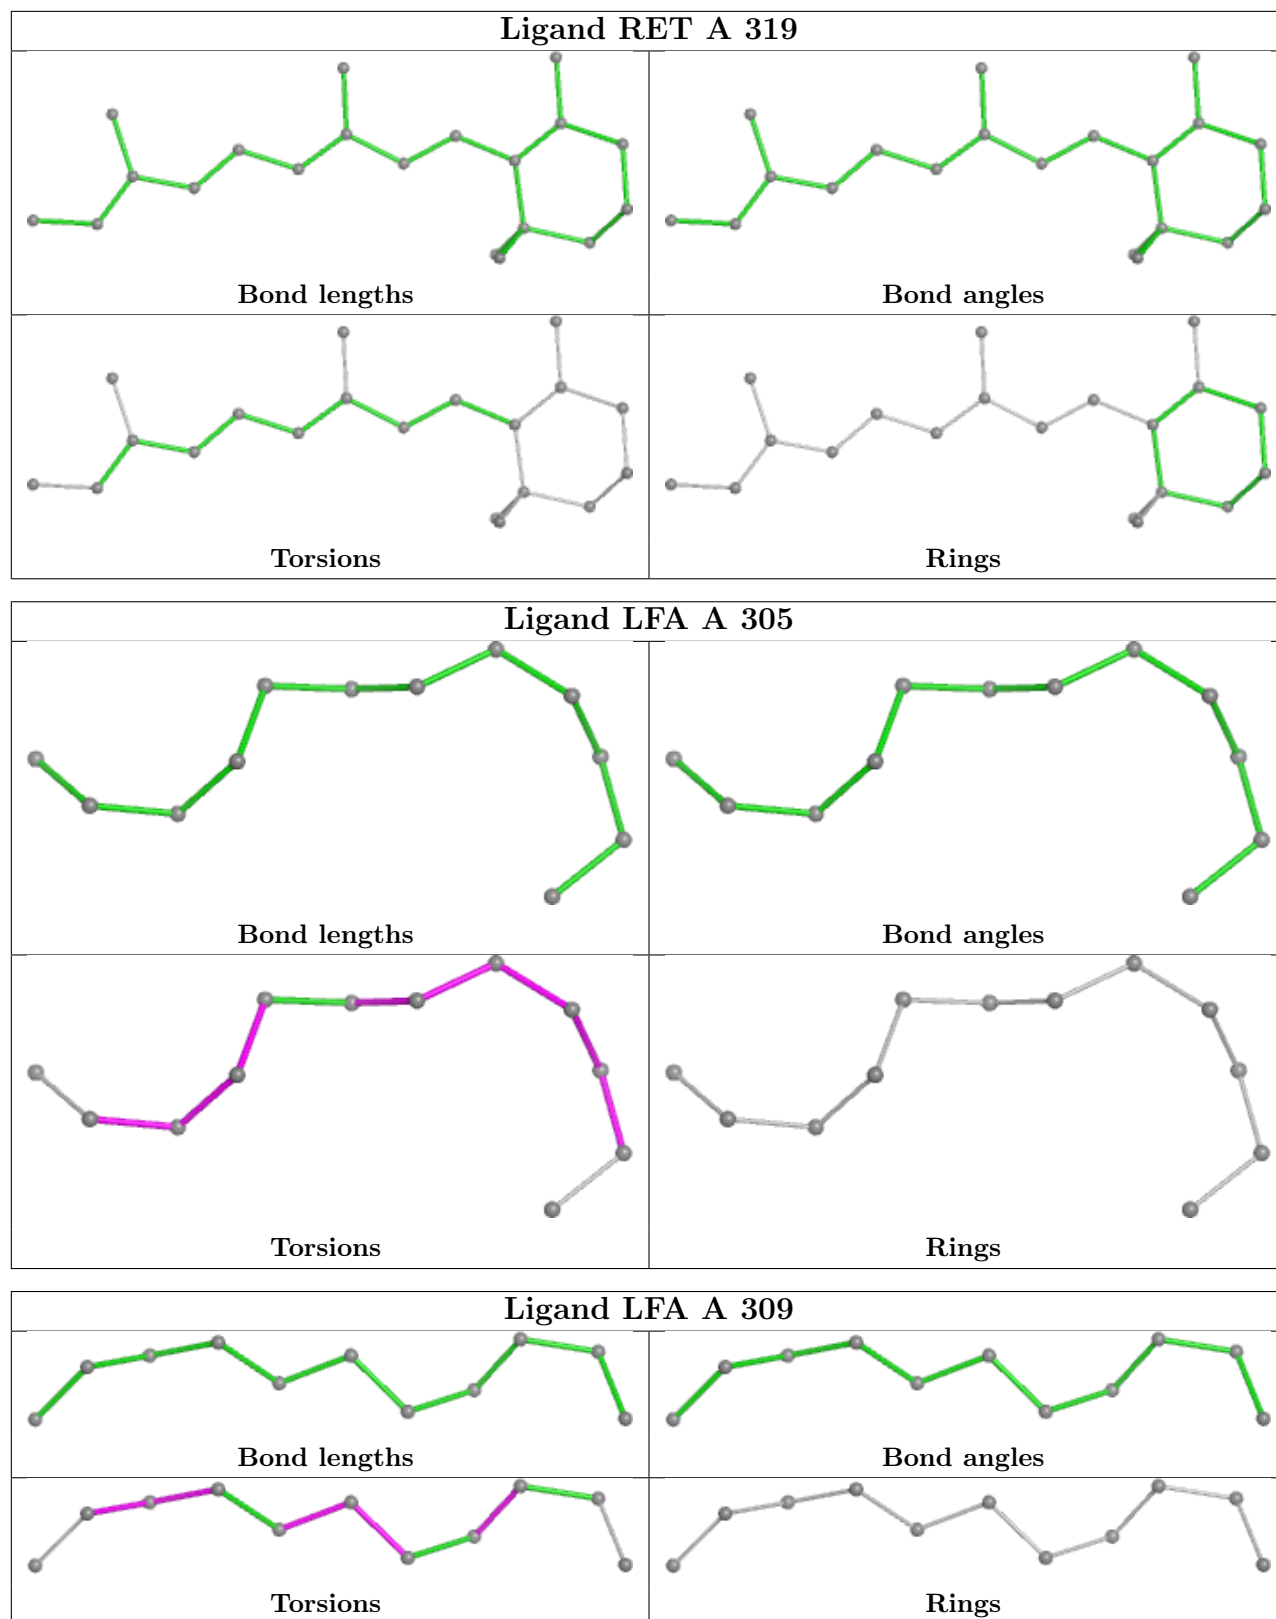 Ligand RET A 319
Bond lengths
Bond angles
Torsions
Rings
Ligand LFA A 305
Bond lengths
Bond angles
Torsions
Rings
Ligand LFA A 309
Bond lengths
Bond angles
Torsions
Rings